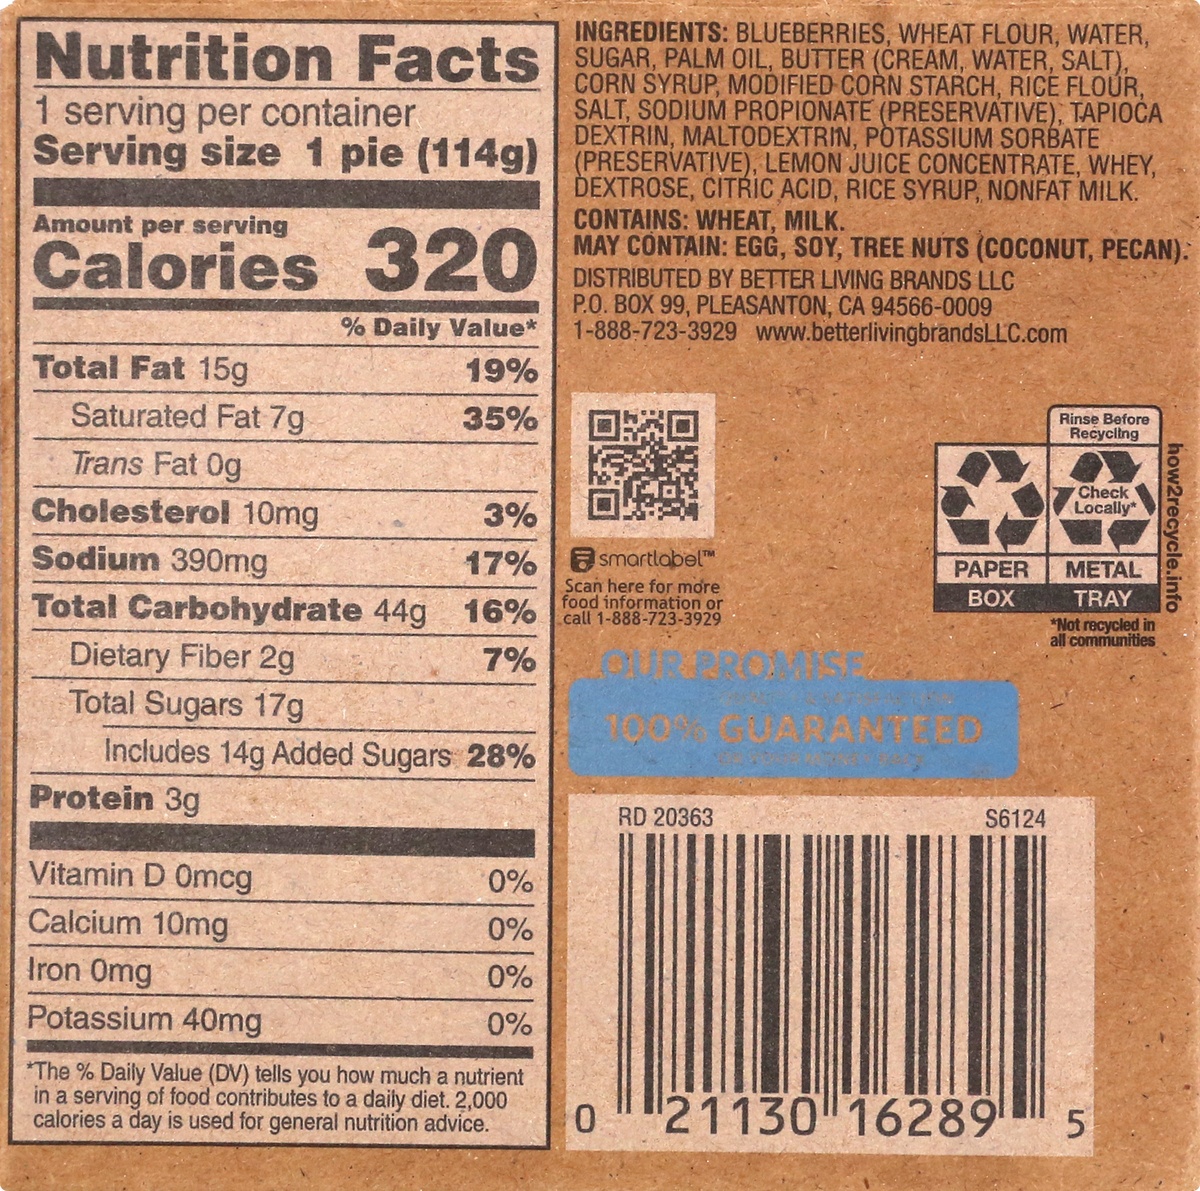 Nutrition Facts
1 serving per container
Serving size 1 pie (114g)
Amount per serving
Calories 320
% Daily Value*
Total Fat 15g 19%
Saturated Fat 7g 35%
Trans Fat 0g
Cholesterol 10mg 3%
Sodium 390mg 17%
Total Carbohydrate 44g 16%
Dietary Fiber 2g 7%
Total Sugars 17g
Includes 14g Added Sugars 28%
Protein 3g
Vitamin D 0mcg 0%
Calcium 10mg 0%
Iron 0mg 0%
Potassium 40mg 0%
*The % Daily Value (DV) tells you how much a nutrient
in a serving of food contributes to a daily diet. 2,000
calories a day is used for general nutrition advice.
INGREDIENTS: BLUEBERRIES, WHEAT FLOUR, WATER,
SUGAR, PALM OIL, BUTTER (CREAM, WATER, SALT),
CORN SYRUP, MODIFIED CORN STARCH, RICE FLOUR,
SALT, SODIUM PROPIONATE (PRESERVATIVE), TAPIOCA
DEXTRIN, MALTODEXTRIN, POTASSIUM SORBATE
(PRESERVATIVE), LEMON JUICE CONCENTRATE, WHEY,
DEXTROSE, CITRIC ACID, RICE SYRUP, NONFAT MILK.
CONTAINS: WHEAT, MILK.
MAY CONTAIN: EGG, SOY, TREE NUTS (COCONUT, PECAN).
DISTRIBUTED BY BETTER LIVING BRANDS LLC
P.O. BOX 99, PLEASANTON, CA 94566-0009
1-888-723-3929 www.betterlivingbrandsLLC.com
smartlabel™
Scan here for more
food information or
call 1-888-723-3929
Rinse Before
Recycling
Check
Locally*
PAPER METAL
BOX TRAY
*Not recycled in
all communities
how2recycle.info
OUR PROMISE
100% GUARANTEED
OR YOUR MONEY BACK
RD 20363 S6124
0 21130 16289 5